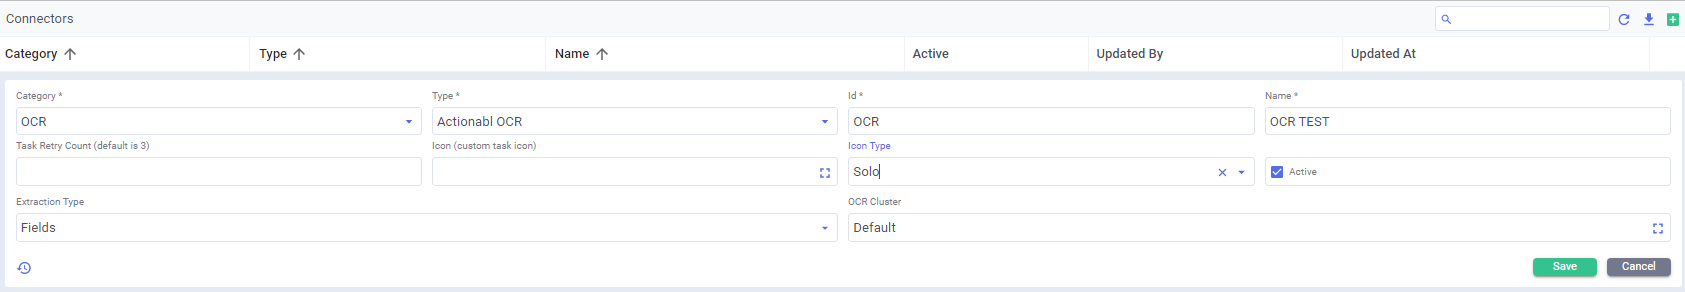 Connectors
Category Type Name Active Updated By Updated At
Category * Type * Id * Name *
OCR Actionabl OCR OCR OCR TEST
Task Retry Count (default is 3) Icon (custom task icon) Icon Type
Solo Active
Extraction Type OCR Cluster
Fields Default
Save Cancel